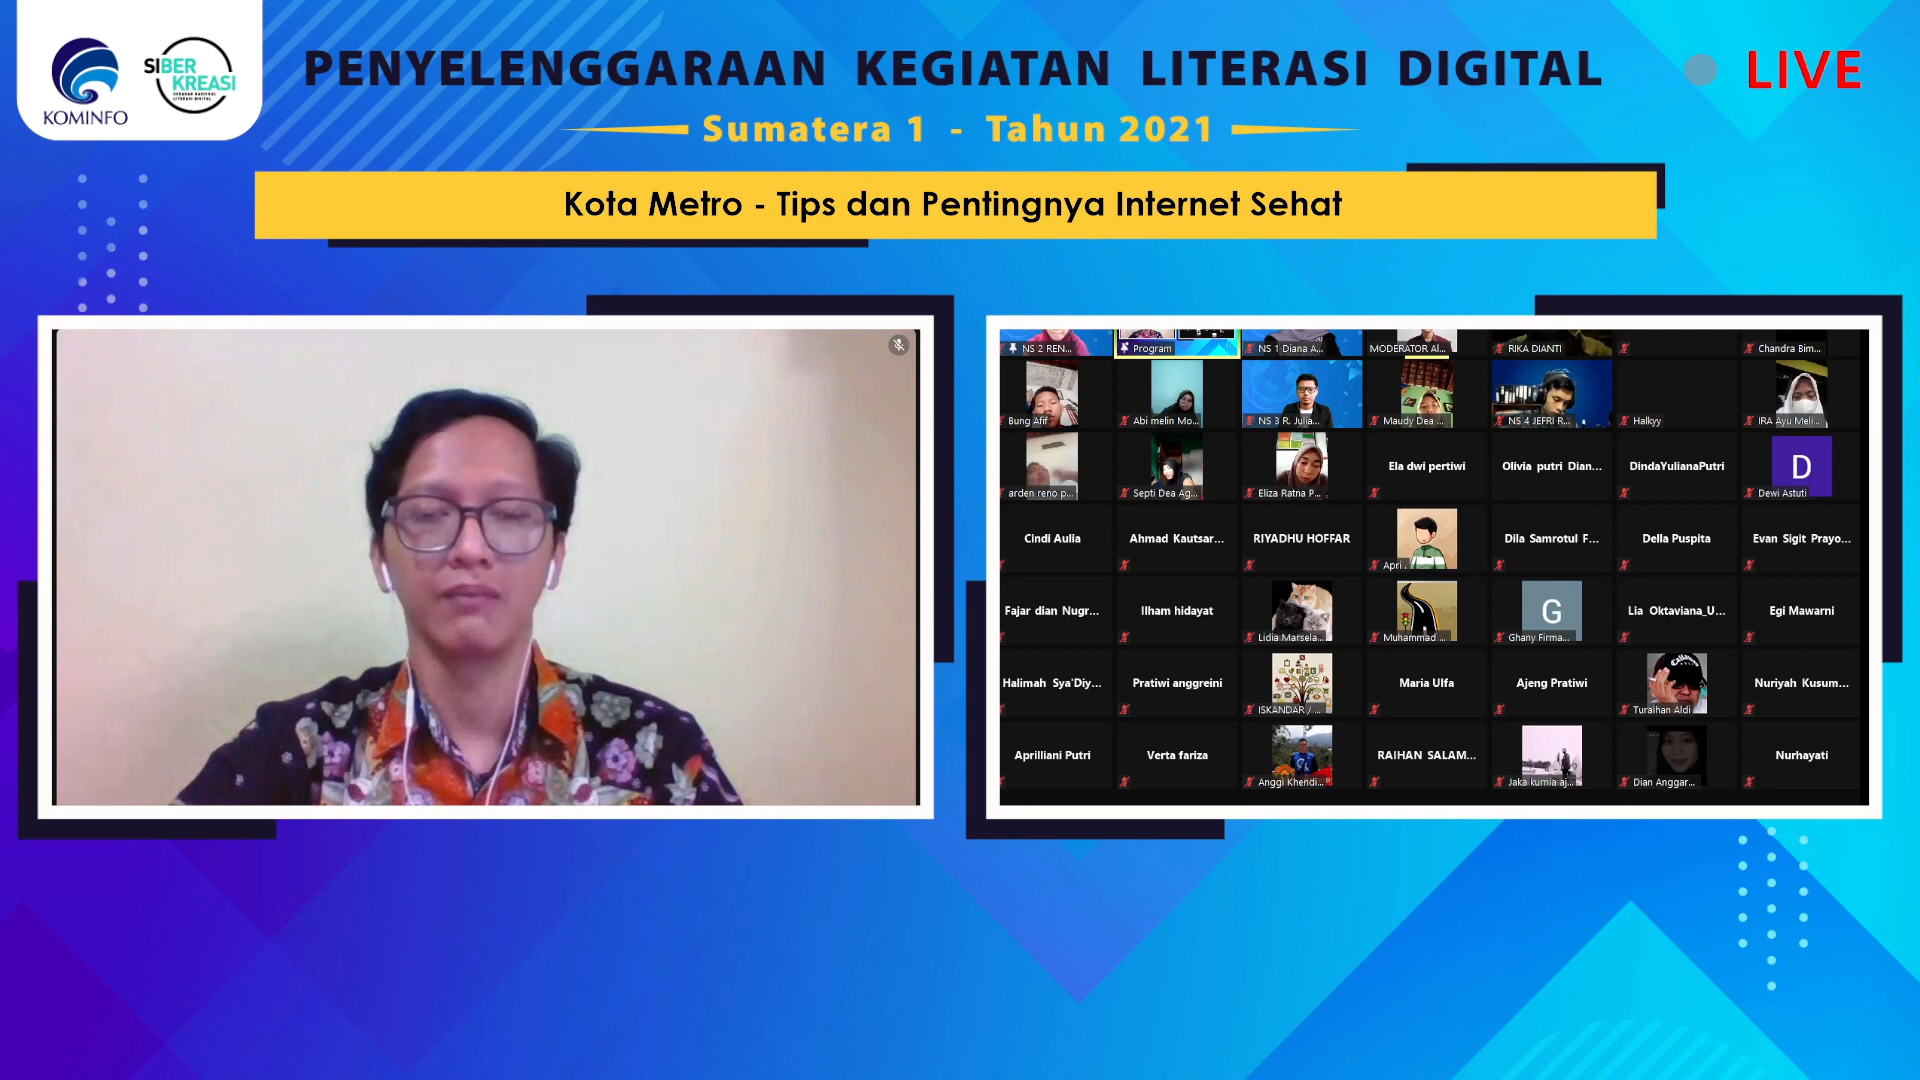 KOMINFO
SIBER
KREASI
PENYELENGGARAAN KEGIATAN LITERASI DIGITAL
LIVE
Sumatera 1 - Tahun 2021
Kota Metro - Tips dan Pentingnya Internet Sehat
NS 2 REN...
Program
NS 1 Diana A...
MODERATOR Al...
RIKA DIANTI
Chandra Bim...
Bung Afif
Abi melin Mo...
NS 3 R. Julia...
Maudy Dea ...
NS 4 JEFRI R...
Halkyy
IRA Ayu Meli...
arden reno p...
Septi Dea Ag...
Eliza Ratna P...
Ela dwi pertiwi
Olivia putri Dian...
DindaYulianaPutri
D
Dewi Astuti
Cindi Aulia
Ahmad Kautsar...
RIYADHU HOFFAR
Apri .
Dila Samrotul F...
Della Puspita
Evan Sigit Prayo...
Fajar dian Nugr...
Ilham hidayat
Lidia Marsela...
Muhammad ...
G
Ghany Firma...
Lia Oktaviana_U...
Egi Mawarni
Halimah Sya'Diy...
Pratiwi anggreini
ISKANDAR / ...
Maria Ulfa
Ajeng Pratiwi
Turaihan Aldi
Nuriyah Kusum...
Aprilliani Putri
Verta fariza
Anggi Khendi...
RAIHAN SALAM...
Jaka kurnia aj...
Dian Anggar...
Nurhayati